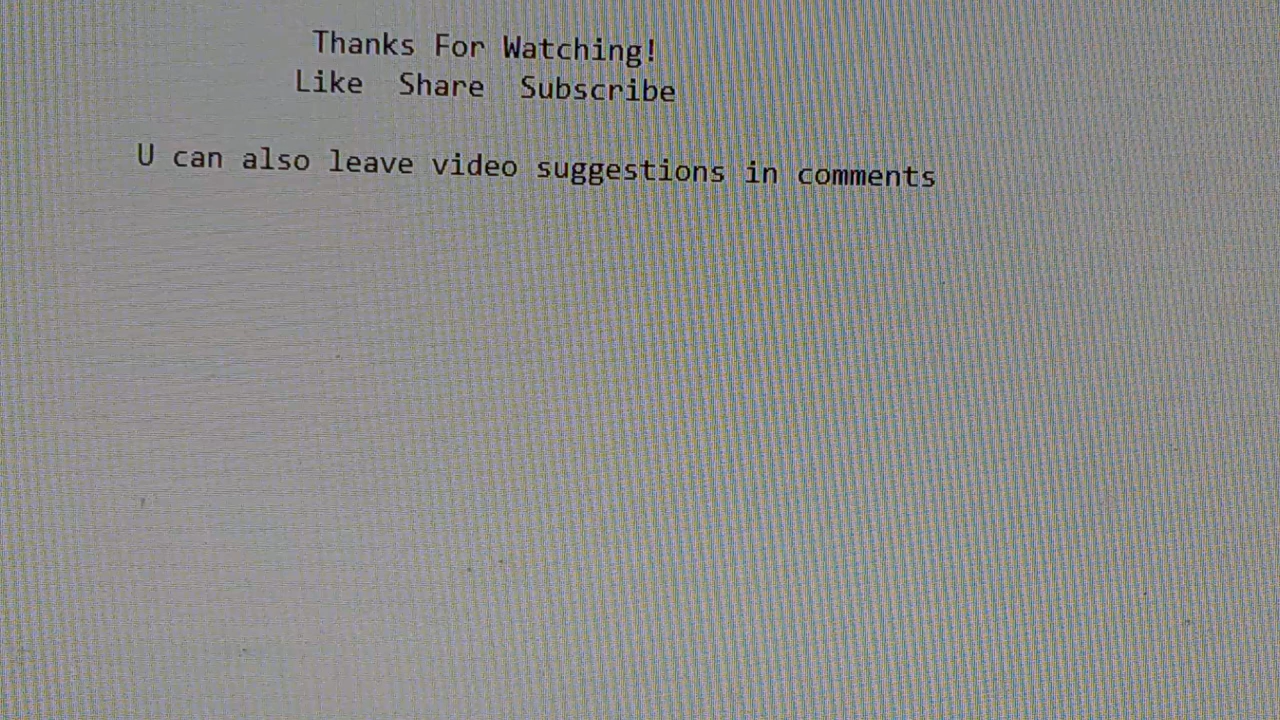 Thanks For Watching!
Like  Share  Subscribe
U can also leave video suggestions in comments